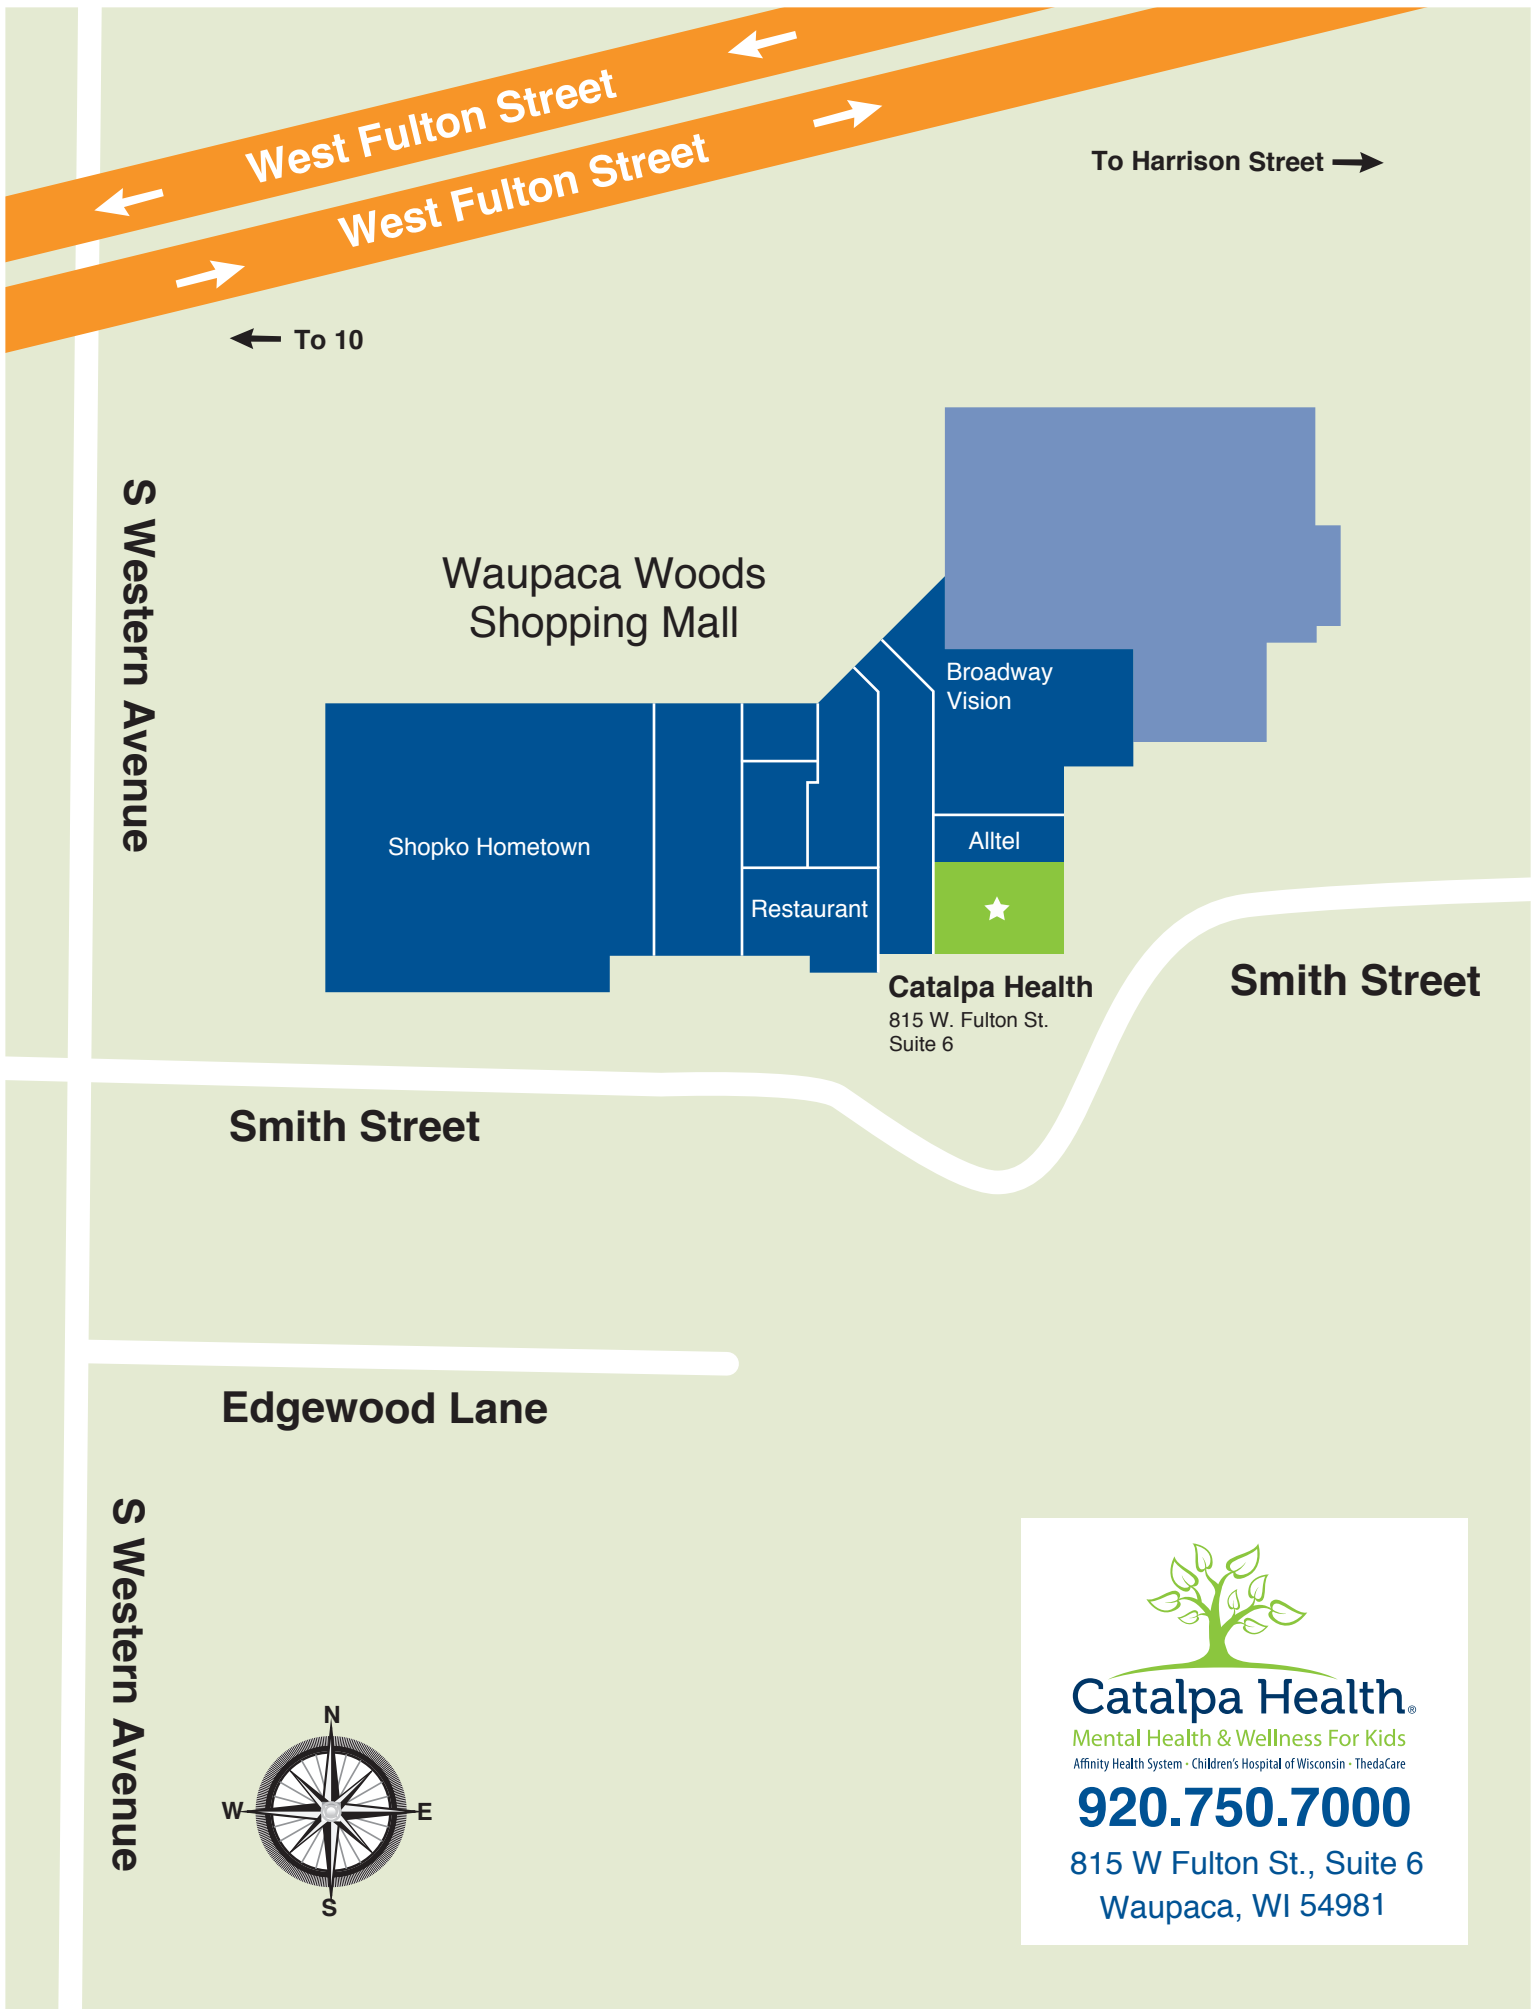 West Fulton Street
West Fulton Street
To Harrison Street
To 10
S Western Avenue
Waupaca Woods
Shopping Mall
Broadway
Vision
Shopko Hometown
Alltel
Restaurant
Catalpa Health
815 W. Fulton St.
Suite 6
Smith Street
Smith Street
Edgewood Lane
S Western Avenue
N
W
E
S
Catalpa Health®
Mental Health & Wellness For Kids
Affinity Health System · Children's Hospital of Wisconsin · ThedaCare
920.750.7000
815 W Fulton St., Suite 6
Waupaca, WI 54981